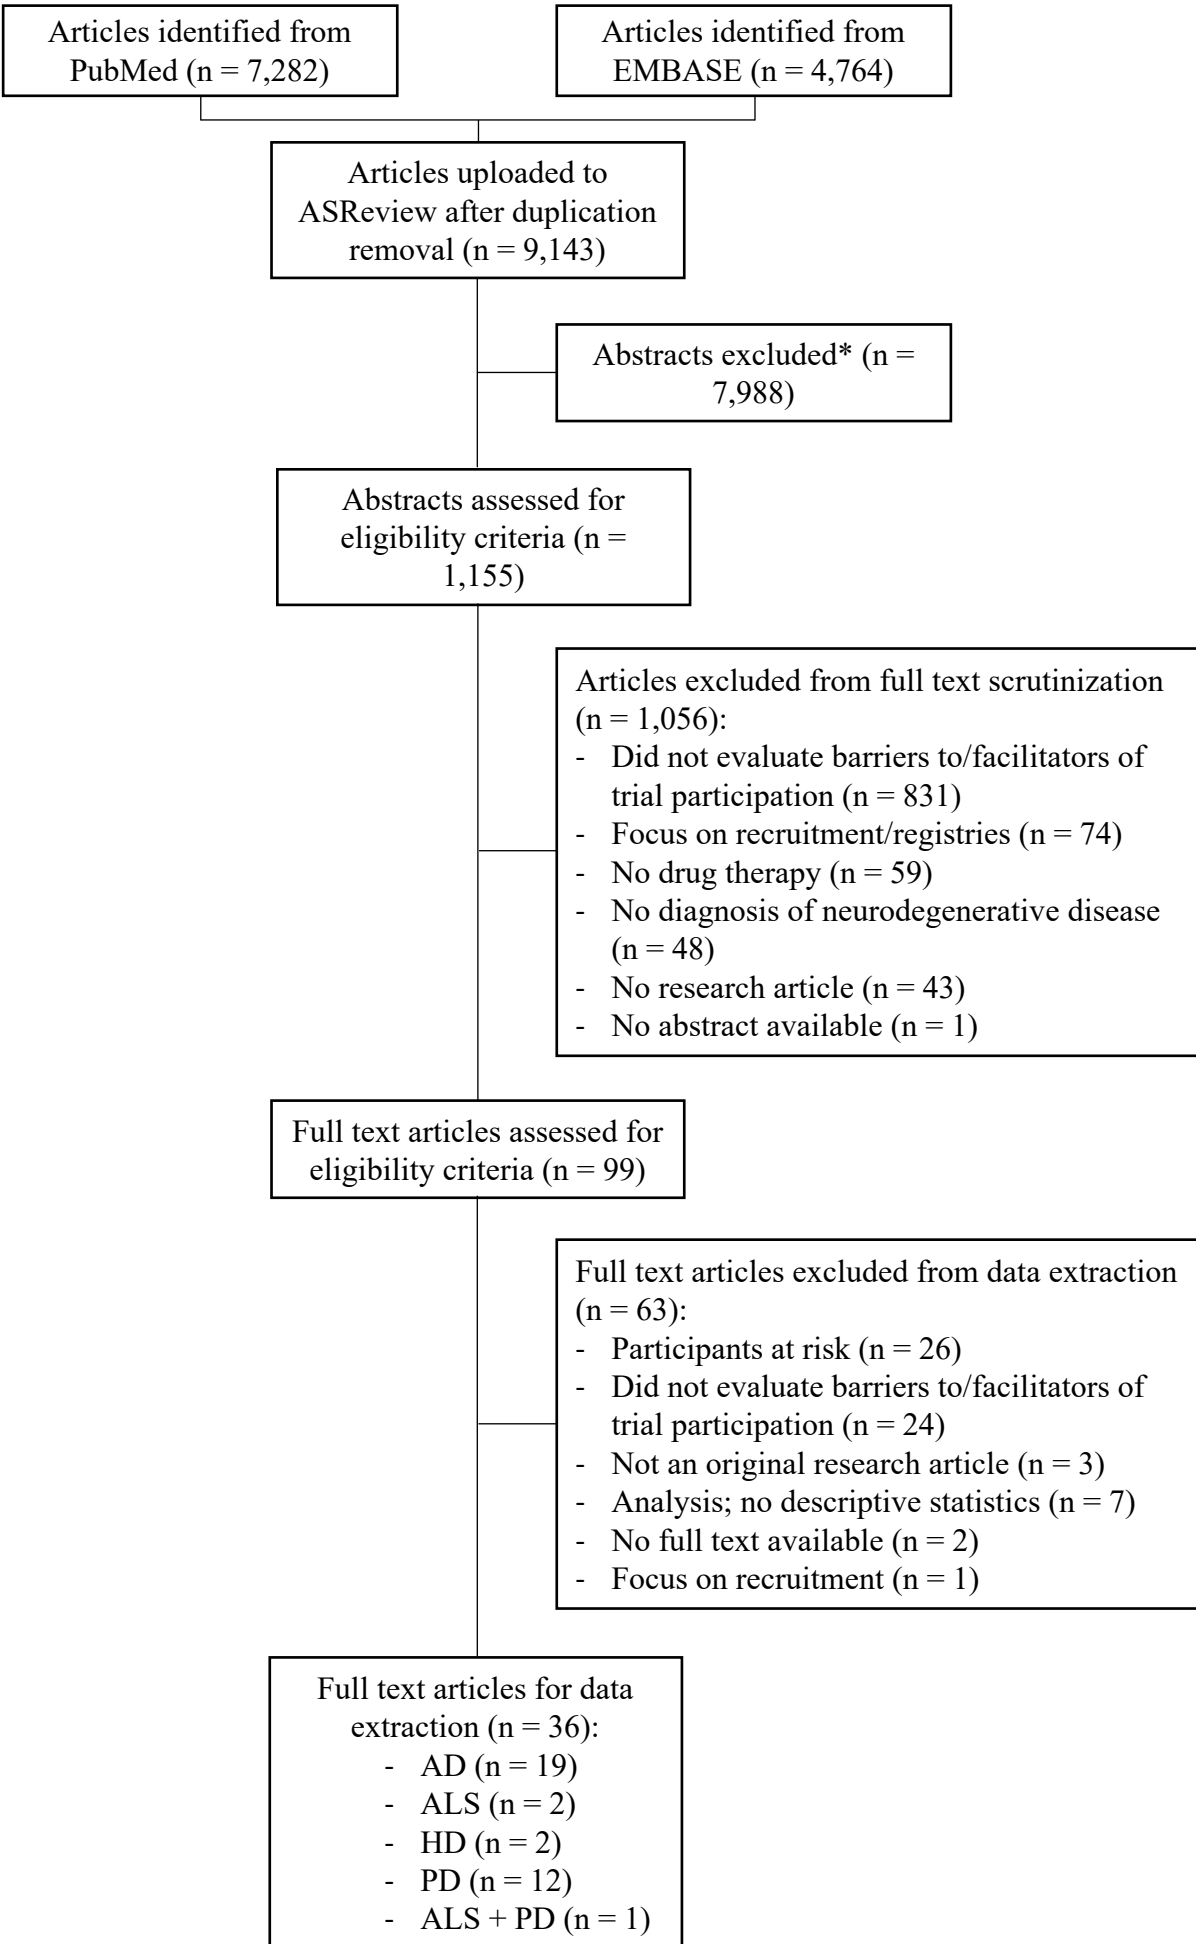 Articles identified from
PubMed (n = 7,282)
Articles identified from
EMBASE (n = 4,764)
Articles uploaded to
ASReview after duplication
removal (n = 9,143)
Abstracts excluded* (n =
7,988)
Abstracts assessed for
eligibility criteria (n =
1,155)
Articles excluded from full text scrutinization
(n = 1,056):
- Did not evaluate barriers to/facilitators of
trial participation (n = 831)
- Focus on recruitment/registries (n = 74)
- No drug therapy (n = 59)
- No diagnosis of neurodegenerative disease
(n = 48)
- No research article (n = 43)
- No abstract available (n = 1)
Full text articles assessed for
eligibility criteria (n = 99)
Full text articles excluded from data extraction
(n = 63):
- Participants at risk (n = 26)
- Did not evaluate barriers to/facilitators of
trial participation (n = 24)
- Not an original research article (n = 3)
- Analysis; no descriptive statistics (n = 7)
- No full text available (n = 2)
- Focus on recruitment (n = 1)
Full text articles for data
extraction (n = 36):
- AD (n = 19)
- ALS (n = 2)
- HD (n = 2)
- PD (n = 12)
- ALS + PD (n = 1)